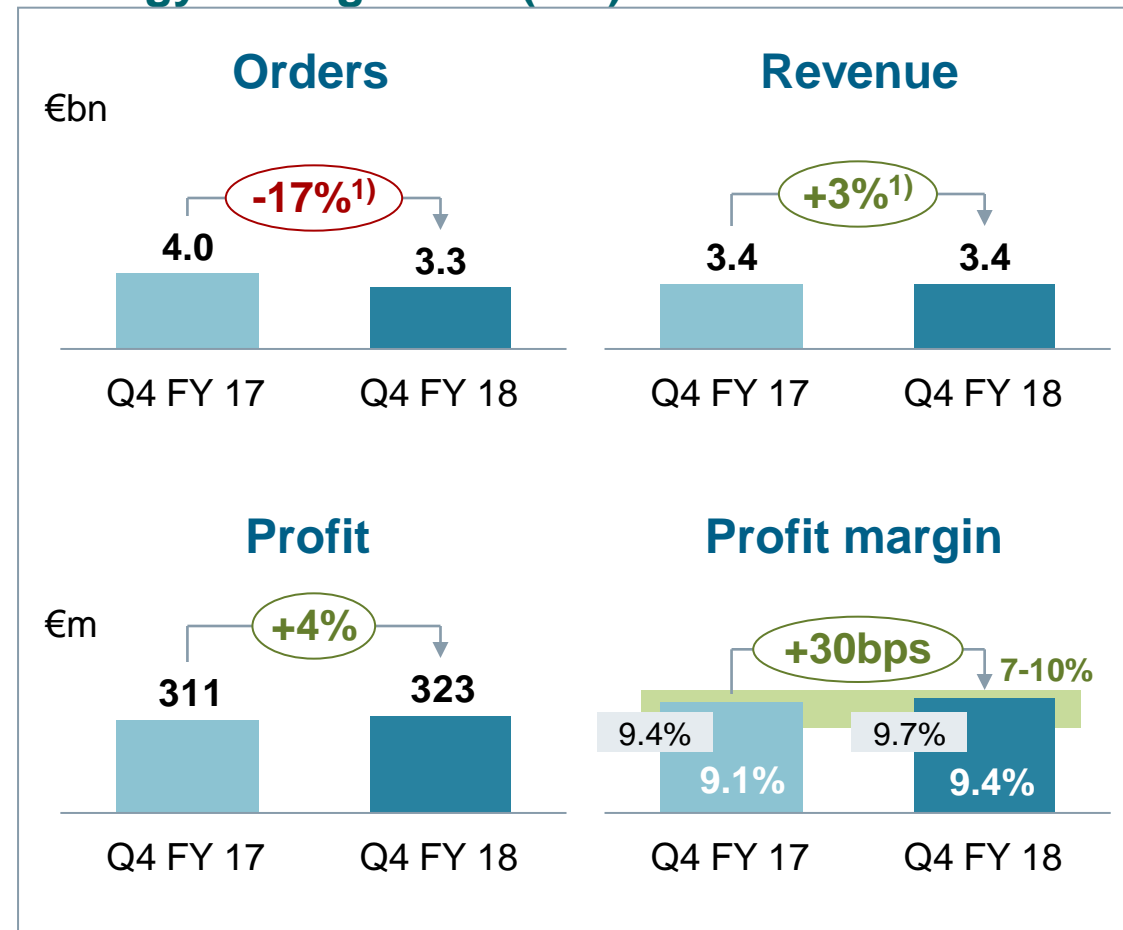 Orders
€bn
-17%1)
4.0
3.3
Q4 FY 17
Q4 FY 18
Revenue
+3%1)
3.4
3.4
Q4 FY 17
Q4 FY 18
Profit
€m
+4%
311
323
Q4 FY 17
Q4 FY 18
Profit margin
+30bps
7-10%
9.4%
9.7%
9.1%
9.4%
Q4 FY 17
Q4 FY 18